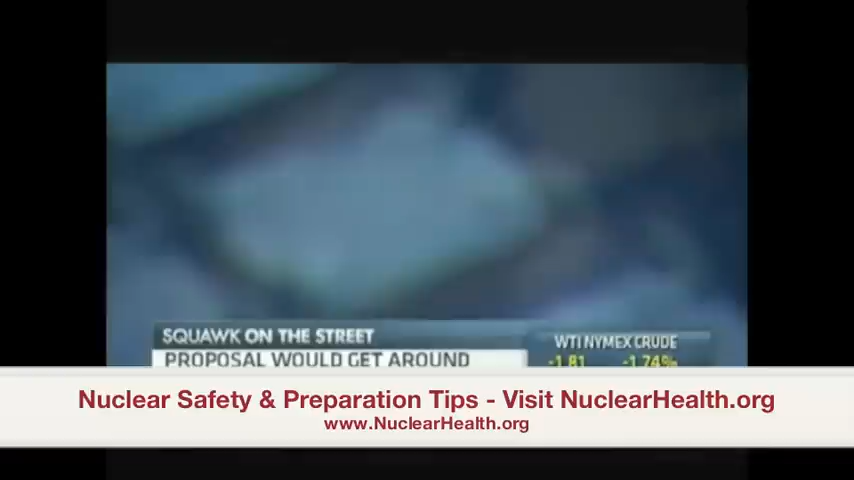 SQUAWK ON THE STREET
WTI NYMEX CRUDE
PROPOSAL WOULD GET AROUND
-1.81 -1.74%
Nuclear Safety & Preparation Tips - Visit NuclearHealth.org
www.NuclearHealth.org